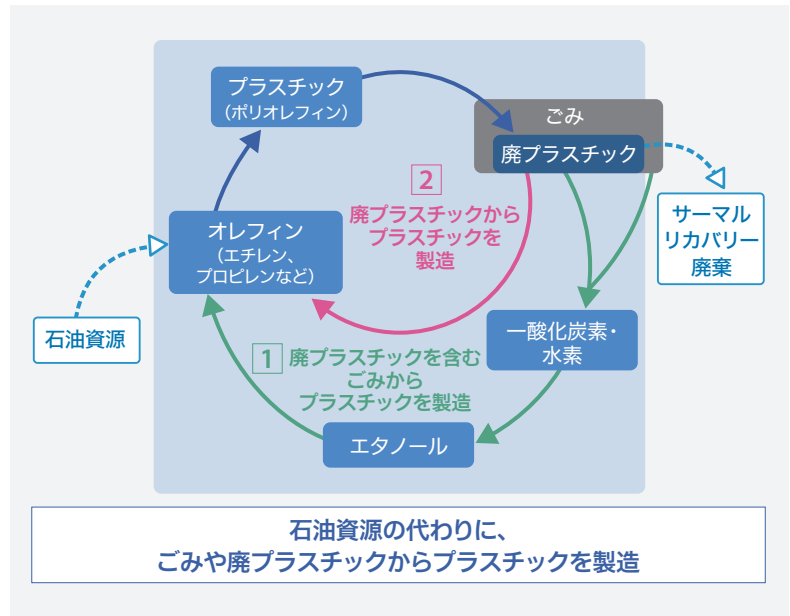 プラスチック
(ポリオレフィン)
ごみ
廃プラスチック
2
廃プラスチックから
プラスチックを
製造
サーマル
リカバリー
廃棄
オレフィン
(エチレン、
プロピレンなど)
石油資源
一酸化炭素・
水素
1 廃プラスチックを含む
ごみから
プラスチックを製造
エタノール
石油資源の代わりに、
ごみや廃プラスチックからプラスチックを製造